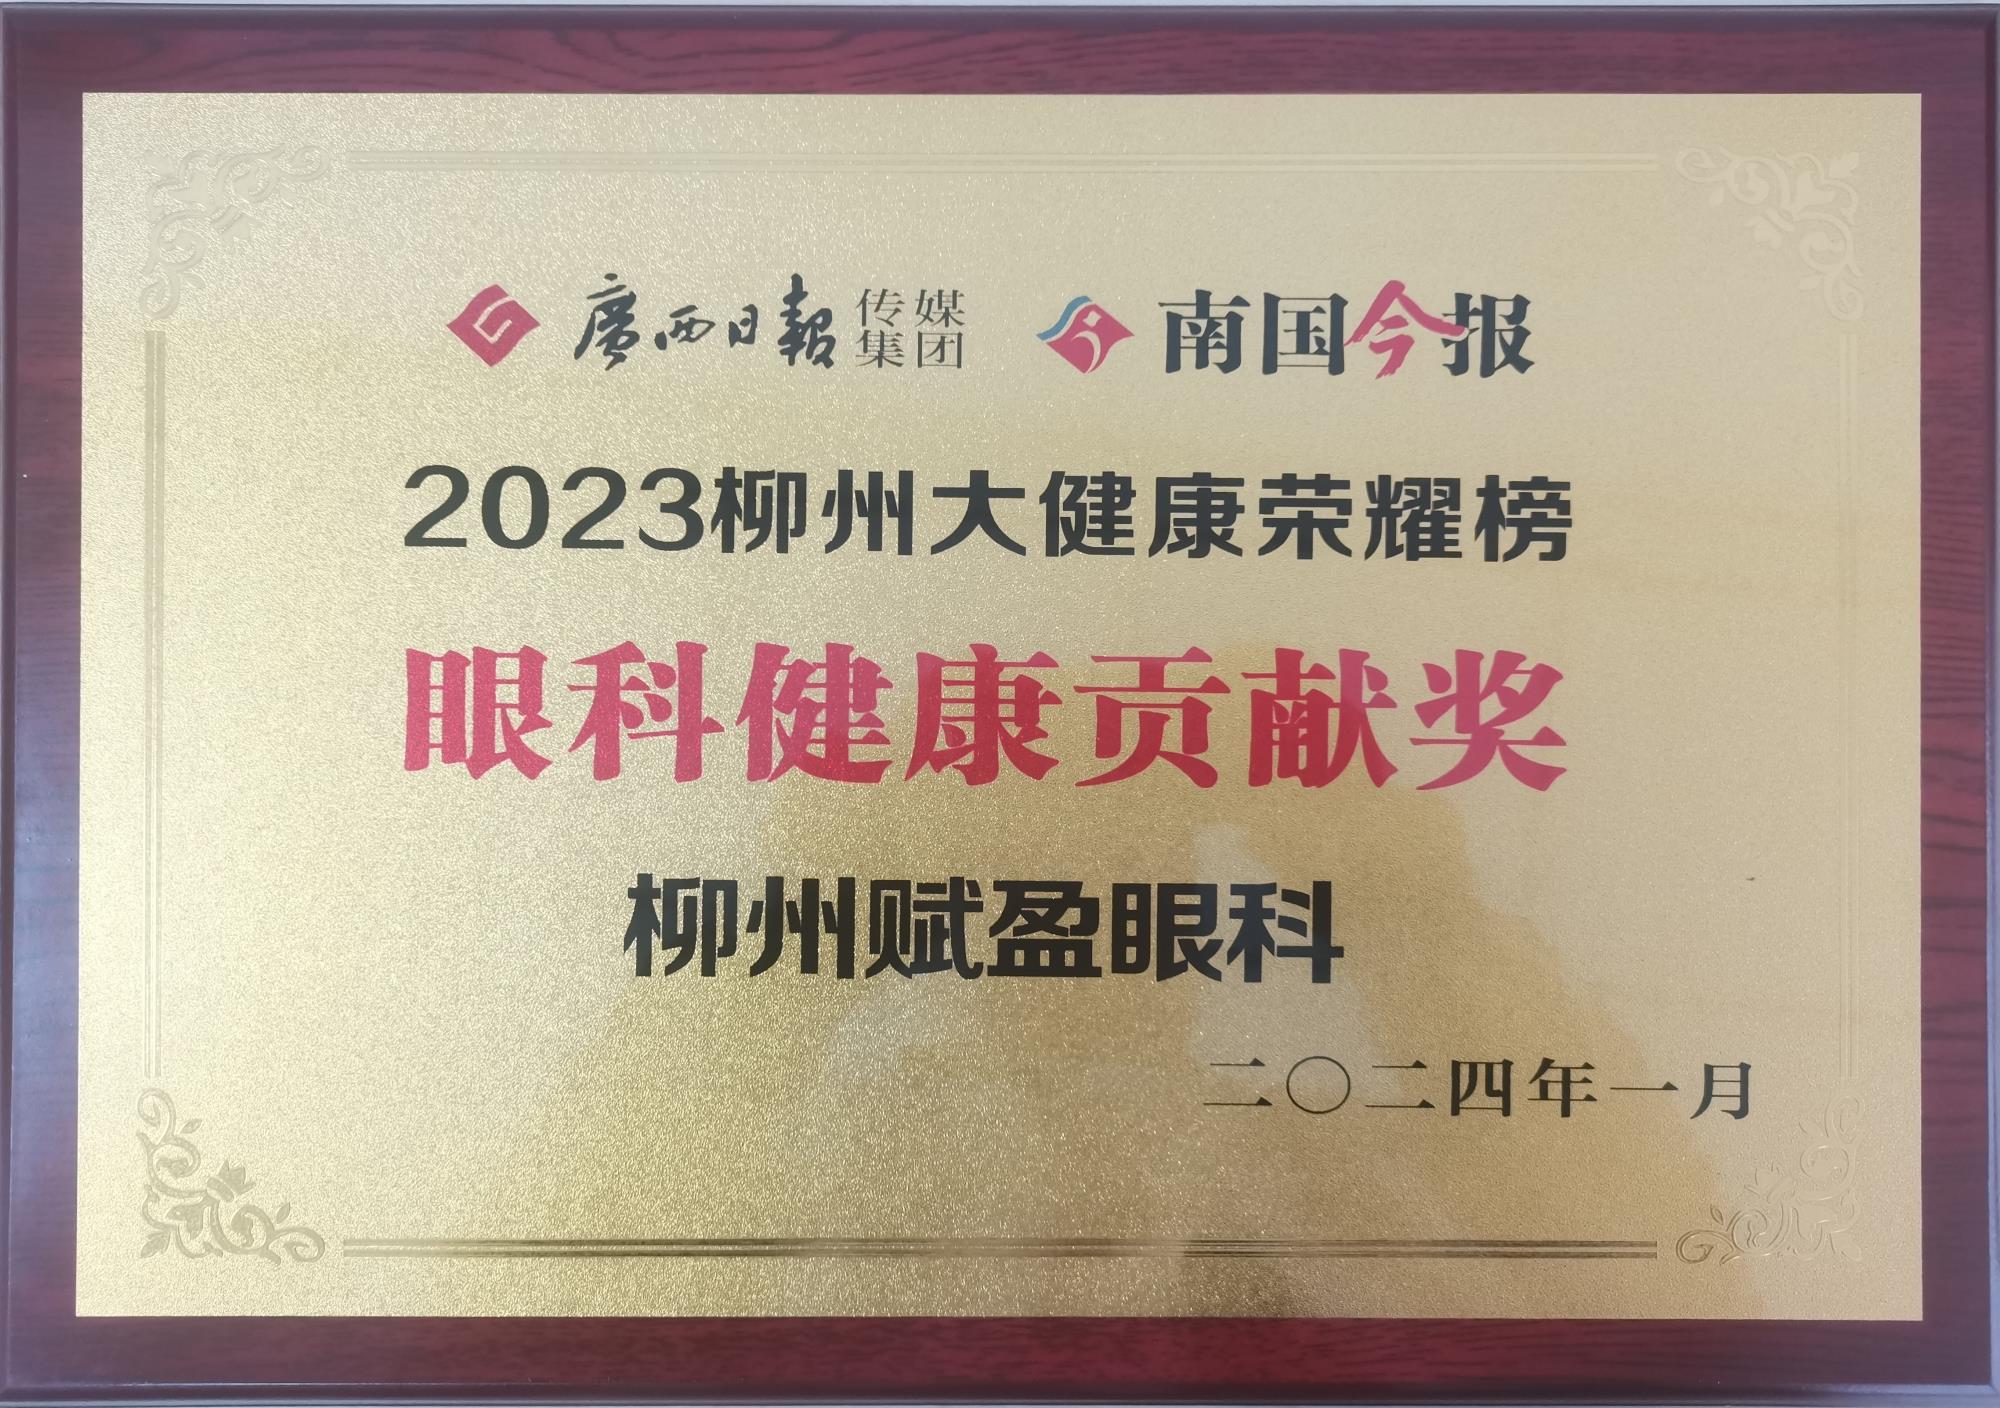 廣西日報 传媒集团 南国今报
2023柳州大健康荣耀榜
眼科健康贡献奖
柳州赋盈眼科
二〇二四年一月